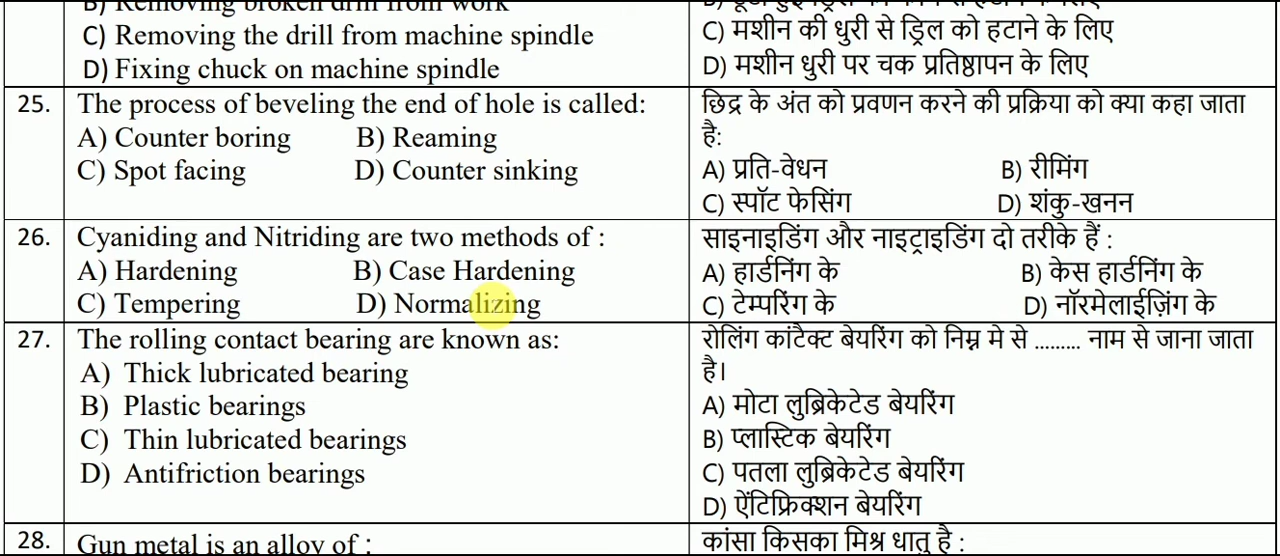 B) Removing broken drill from work
C) Removing the drill from machine spindle
D) Fixing chuck on machine spindle
C) मशीन की धुरी से ड्रिल को हटाने के लिए
D) मशीन धुरी पर चक प्रतिष्ठापन के लिए
25. The process of beveling the end of hole is called:
A) Counter boring B) Reaming
C) Spot facing D) Counter sinking
छिद्र के अंत को प्रवणन करने की प्रक्रिया को क्या कहा जाता
है:
A) प्रति-वेधन B) रीमिंग
C) स्पॉट फेसिंग D) शंकु-खनन
26. Cyaniding and Nitriding are two methods of :
A) Hardening B) Case Hardening
C) Tempering D) Normalizing
साइनाइडिंग और नाइट्राइडिंग दो तरीके हैं :
A) हार्डनिंग के B) केस हार्डनिंग के
C) टेम्परिंग के D) नॉरमेलाईज़िंग के
27. The rolling contact bearing are known as:
A) Thick lubricated bearing
B) Plastic bearings
C) Thin lubricated bearings
D) Antifriction bearings
रोलिंग कांटैक्ट बेयरिंग को निम्न मे से ......... नाम से जाना जाता
है।
A) मोटा लुब्रिकेटेड बेयरिंग
B) प्लास्टिक बेयरिंग
C) पतला लुब्रिकेटेड बेयरिंग
D) ऐंटिफ्रिक्शन बेयरिंग
28. Gun metal is an alloy of :
कांसा किसका मिश्र धातु है :